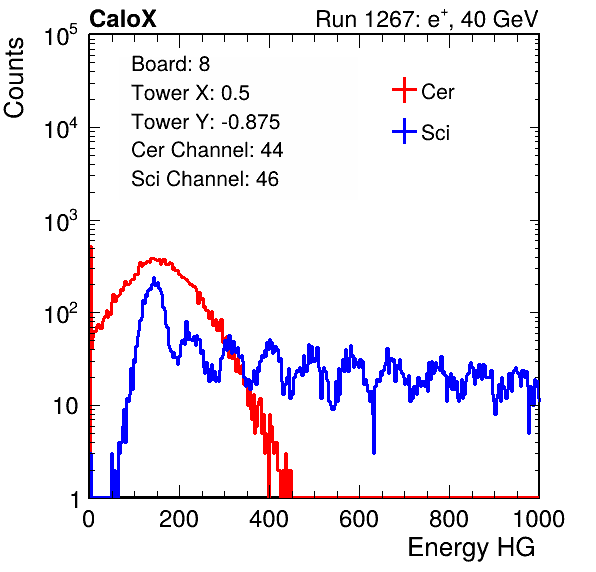 CaloX Run 1267: e⁺, 40 GeV
Counts
10⁵
10⁴
10³
10²
10
1
Board: 8
Tower X: 0.5
Tower Y: -0.875
Cer Channel: 44
Sci Channel: 46
Cer
Sci
0 200 400 600 800 1000
Energy HG